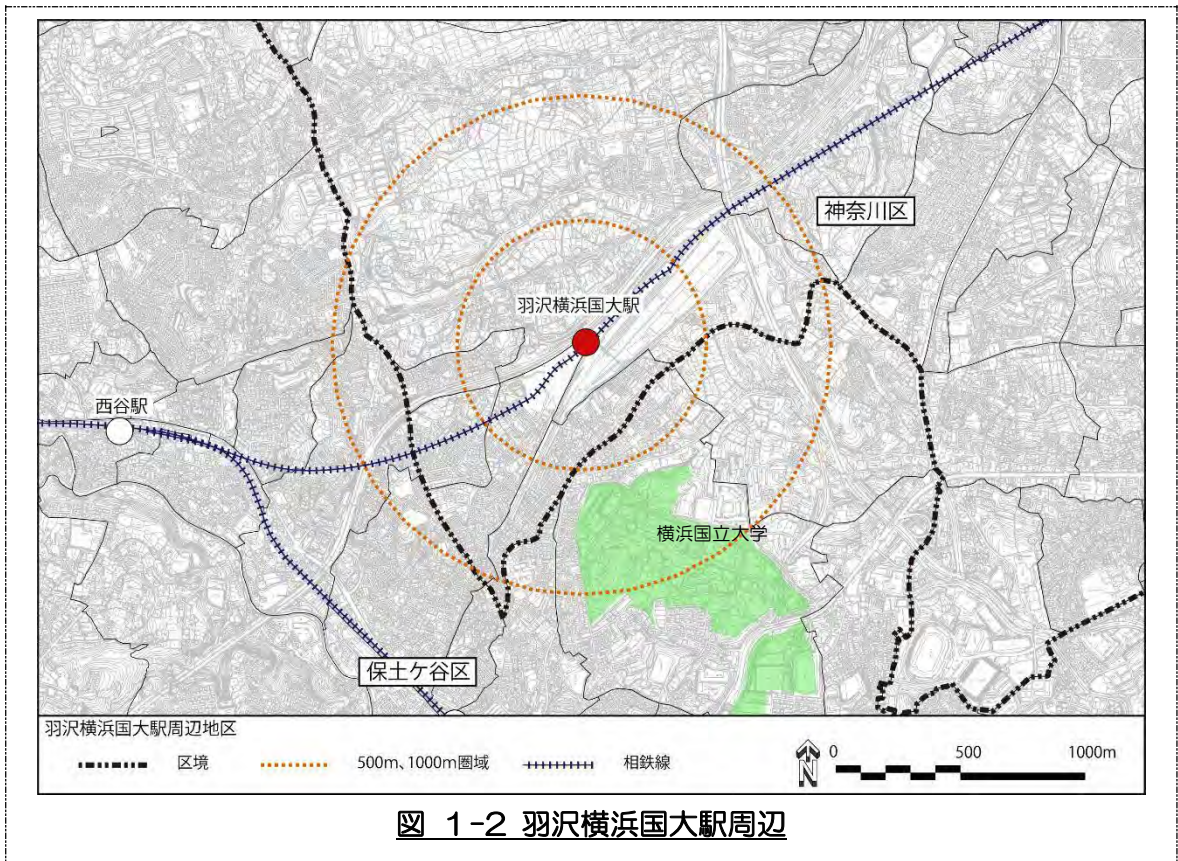 神奈川区
羽沢横浜国大駅
西谷駅
横浜国立大学
保土ケ谷区
羽沢横浜国大駅周辺地区
区境
500m、1000m圏域
相鉄線
N
0 500 1000m
図 1-2 羽沢横浜国大駅周辺